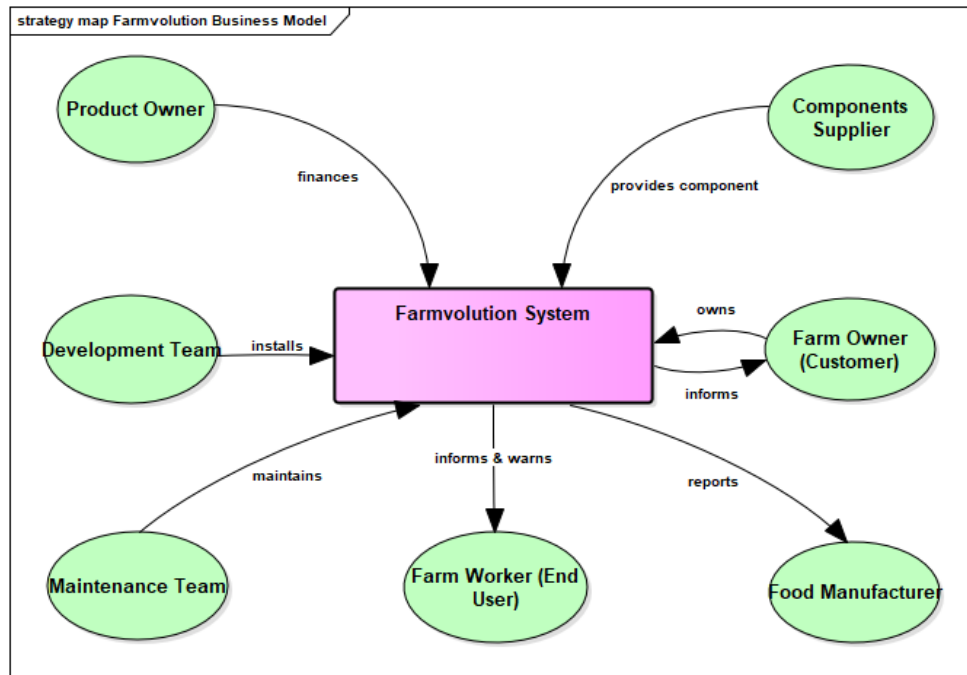 strategy map Farmvolution Business Model
Product Owner
Components
Supplier
finances
provides component
Farmvolution System
owns
Development Team
installs
Farm Owner
(Customer)
informs
maintains
informs & warns
reports
Maintenance Team
Farm Worker (End
User)
Food Manufacturer